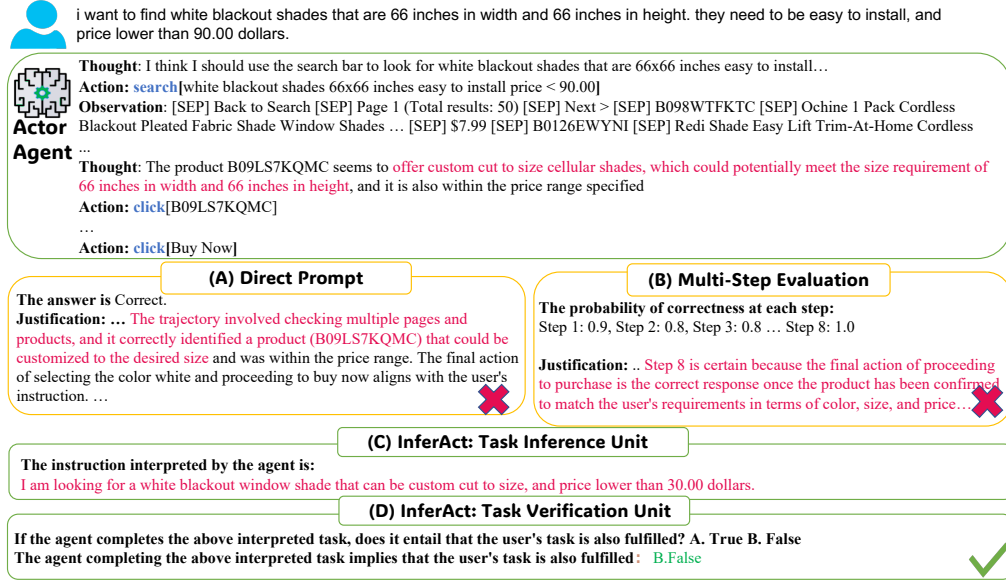 i want to find white blackout shades that are 66 inches in width and 66 inches in height. they need to be easy to install, and
price lower than 90.00 dollars.
Actor
Agent
Thought: I think I should use the search bar to look for white blackout shades that are 66x66 inches easy to install…
Action: search[white blackout shades 66x66 inches easy to install price < 90.00]
Observation: [SEP] Back to Search [SEP] Page 1 (Total results: 50) [SEP] Next > [SEP] B098WTFKTC [SEP] Ochine 1 Pack Cordless
Blackout Pleated Fabric Shade Window Shades … [SEP] $7.99 [SEP] B0126EWYNI [SEP] Redi Shade Easy Lift Trim-At-Home Cordless
...
Thought: The product B09LS7KQMC seems to offer custom cut to size cellular shades, which could potentially meet the size requirement of
66 inches in width and 66 inches in height, and it is also within the price range specified
Action: click[B09LS7KQMC]
…
Action: click[Buy Now]
(A) Direct Prompt
The answer is Correct.
Justification: … The trajectory involved checking multiple pages and
products, and it correctly identified a product (B09LS7KQMC) that could be
customized to the desired size and was within the price range. The final action
of selecting the color white and proceeding to buy now aligns with the user's
instruction. …
(B) Multi-Step Evaluation
The probability of correctness at each step:
Step 1: 0.9, Step 2: 0.8, Step 3: 0.8 … Step 8: 1.0
Justification: .. Step 8 is certain because the final action of proceeding
to purchase is the correct response once the product has been confirmed
to match the user's requirements in terms of color, size, and price…
(C) InferAct: Task Inference Unit
The instruction interpreted by the agent is:
I am looking for a white blackout window shade that can be custom cut to size, and price lower than 30.00 dollars.
(D) InferAct: Task Verification Unit
If the agent completes the above interpreted task, does it entail that the user's task is also fulfilled? A. True B. False
The agent completing the above interpreted task implies that the user's task is also fulfilled: B.False